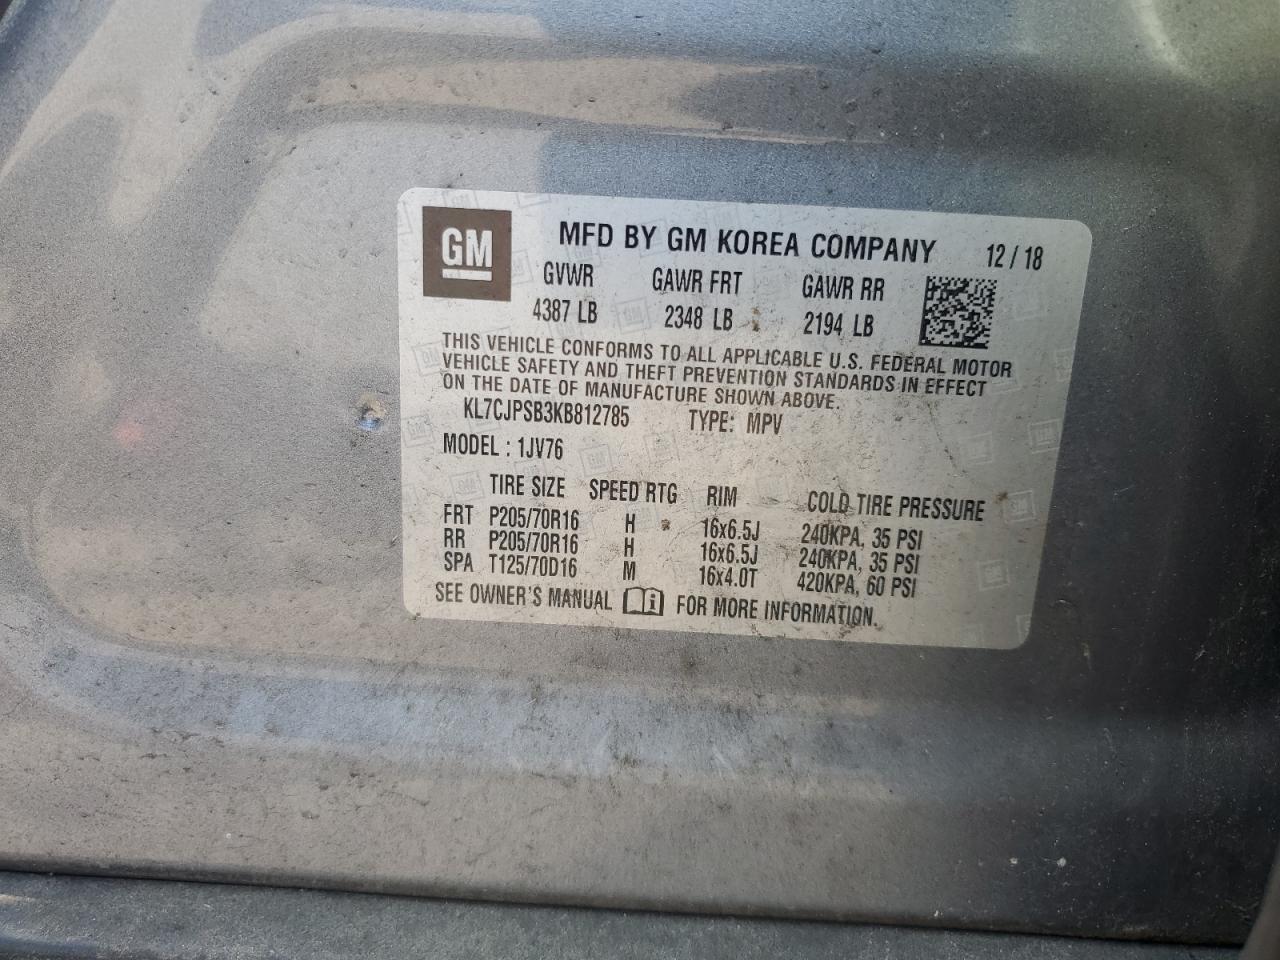 GM MFD BY GM KOREA COMPANY 12/18
GVWR GAWR FRT GAWR RR
4387 LB 2348 LB 2194 LB
THIS VEHICLE CONFORMS TO ALL APPLICABLE U.S. FEDERAL MOTOR
VEHICLE SAFETY AND THEFT PREVENTION STANDARDS IN EFFECT
ON THE DATE OF MANUFACTURE SHOWN ABOVE.
KL7CJPSB3KB812785 TYPE: MPV
MODEL : 1JV76
TIRE SIZE SPEED RTG RIM COLD TIRE PRESSURE
FRT P205/70R16 H 16x6.5J 240KPA, 35 PSI
RR P205/70R16 H 16x6.5J 240KPA, 35 PSI
SPA T125/70D16 M 16x4.0T 420KPA, 60 PSI
SEE OWNER'S MANUAL i FOR MORE INFORMATION.